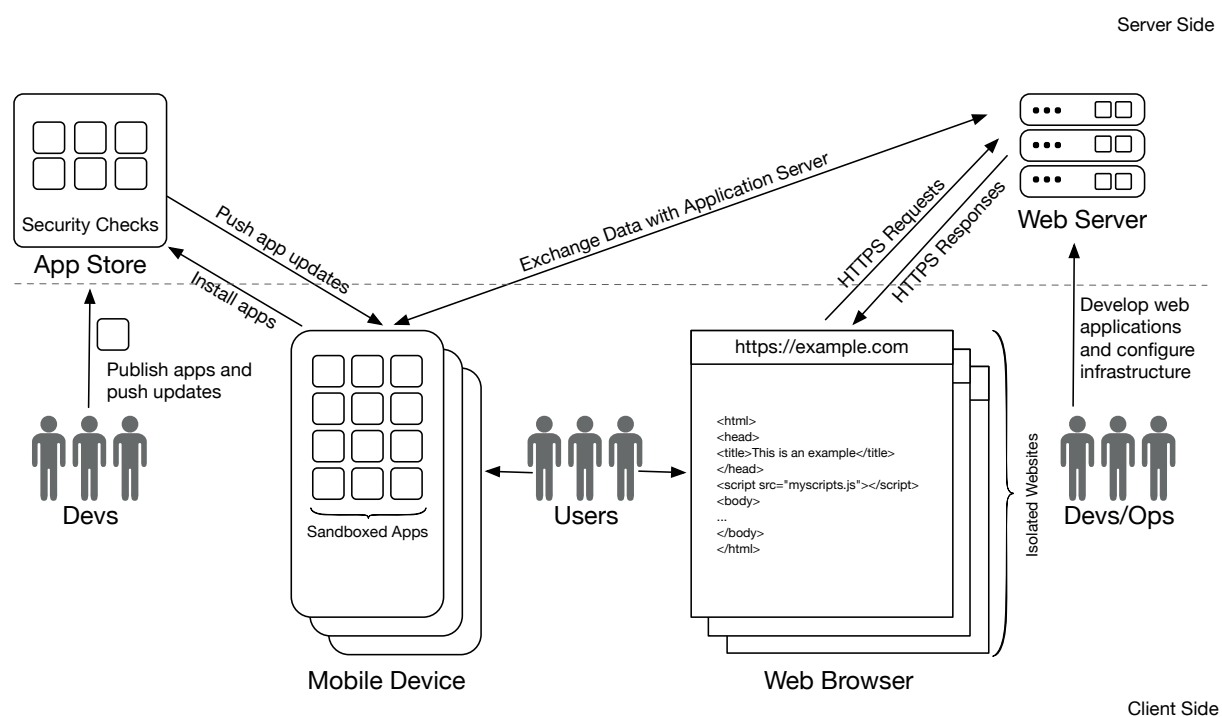 Server Side
Security Checks
App Store
Push app updates
Install apps
Exchange Data with Application Server
HTTPS Requests
HTTPS Responses
Web Server
Publish apps and
push updates
Devs
Sandboxed Apps
Mobile Device
Users
https://example.com
<html>
<head>
<title>This is an example</title>
</head>
<script src="myscripts.js"></script>
<body>
...
</body>
</html>
Web Browser
Isolated Websites
Develop web
applications
and configure
infrastructure
Devs/Ops
Client Side